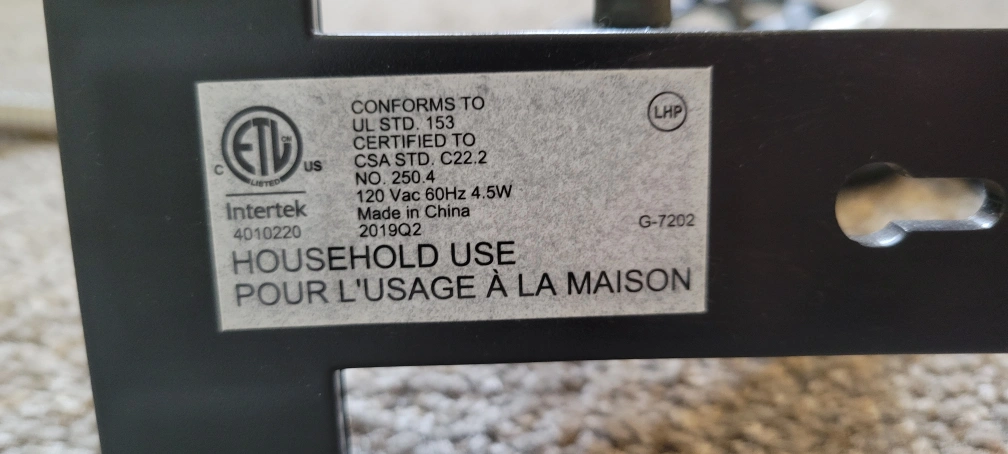 ETL CM
LISTED
C US
Intertek
4010220
CONFORMS TO
UL STD. 153
CERTIFIED TO
CSA STD. C22.2
NO. 250.4
120 Vac 60Hz 4.5W
Made in China
2019Q2
LHP
G-7202
HOUSEHOLD USE
POUR L'USAGE À LA MAISON